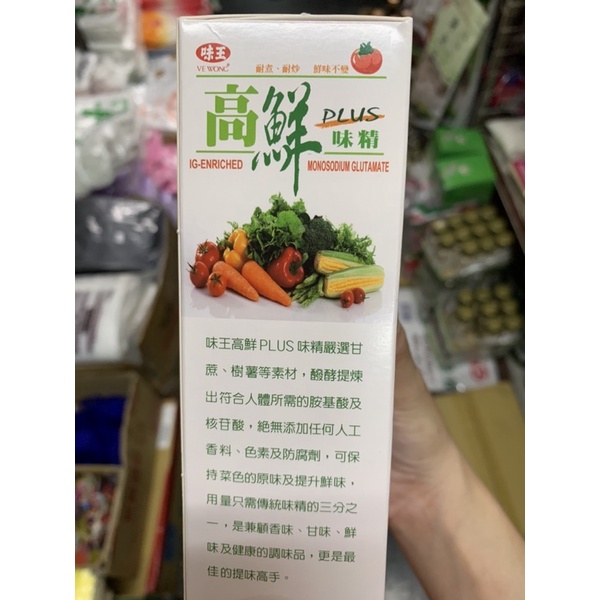 味王
VE WONG
耐煮、耐炒 鮮味不變
高鮮 PLUS
味精
IG-ENRICHED MONOSODIUM GLUTAMATE
味王高鮮PLUS味精嚴選甘
蔗、樹薯等素材，醱酵提煉
出符合人體所需的胺基酸及
核苷酸，絕無添加任何人工
香料、色素及防腐劑，可保
持菜色的原味及提升鮮味，
用量只需傳統味精的三分之
一，是兼顧香味、甘味、鮮
味及健康的調味品，更是最
佳的提味高手。